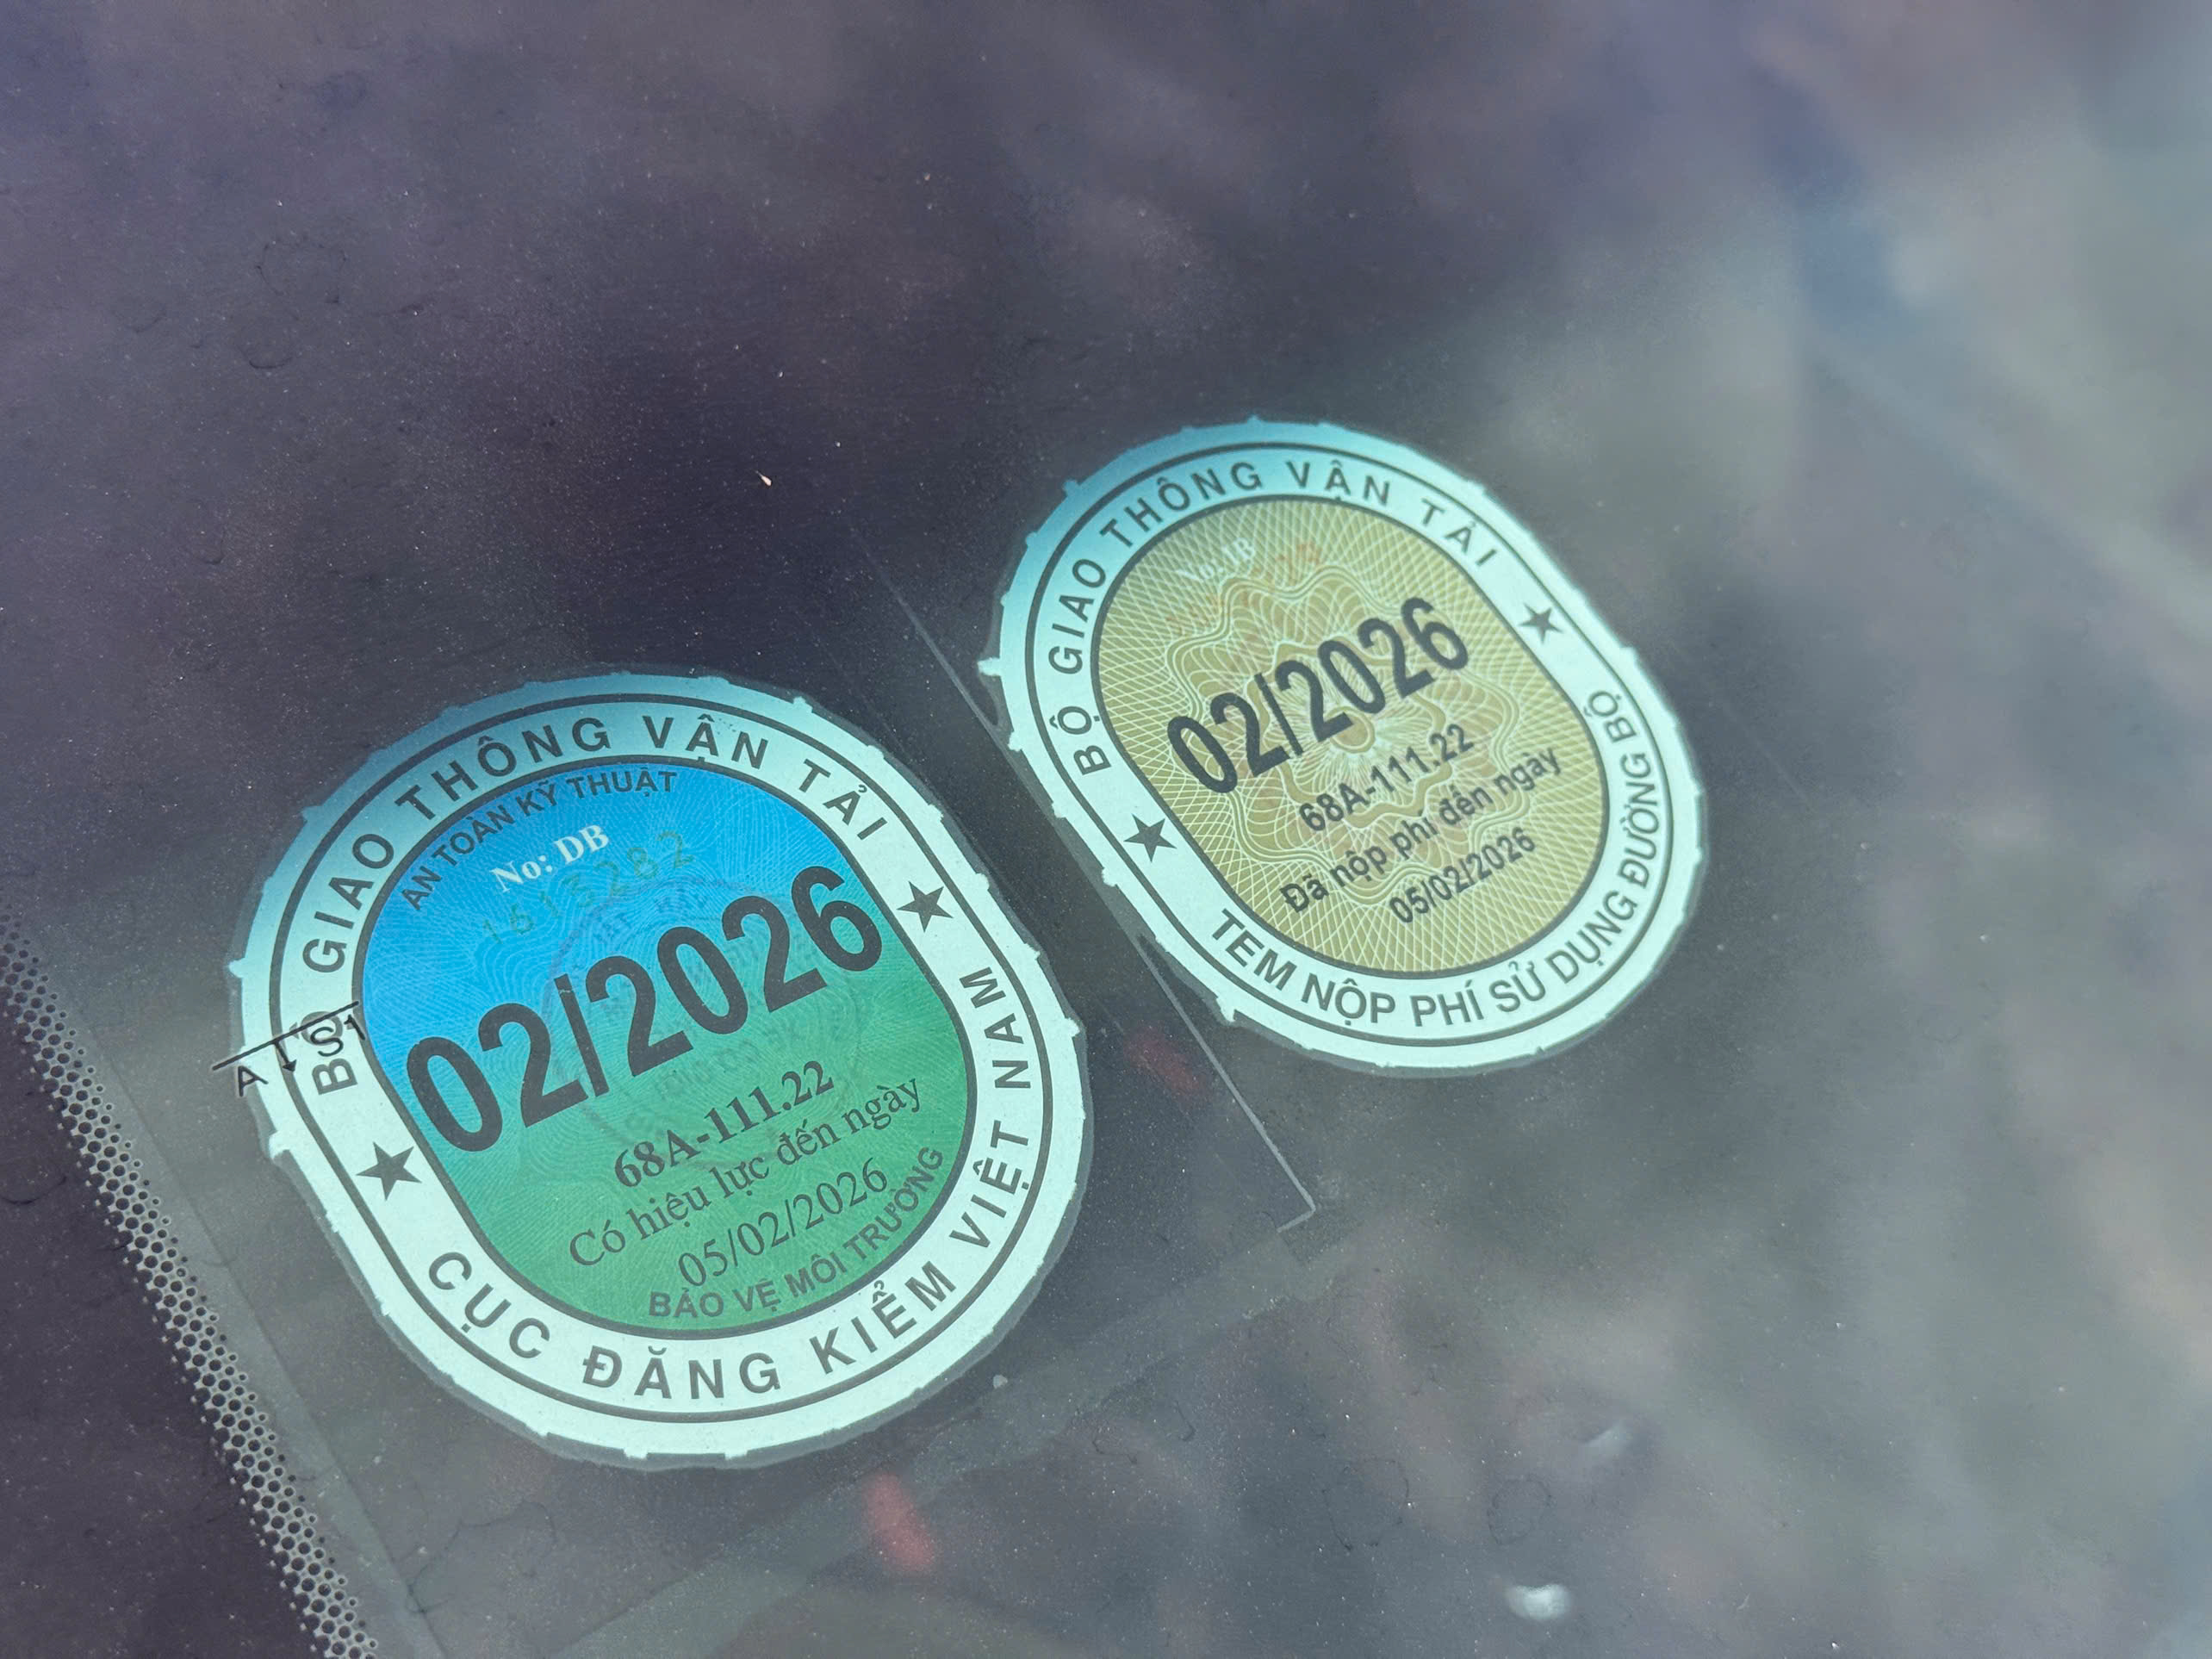 BỘ GIAO THÔNG VẬN TẢI
AN TOÀN KỸ THUẬT
No: DB
1613282
02/2026
68A-111.22
Có hiệu lực đến ngày
05/02/2026
BẢO VỆ MÔI TRƯỜNG
CỤC ĐĂNG KIỂM VIỆT NAM
AS1
BỘ GIAO THÔNG VẬN TẢI
02/2026
68A-111.22
Đã nộp phí đến ngày
05/02/2026
TEM NỘP PHÍ SỬ DỤNG ĐƯỜNG BỘ